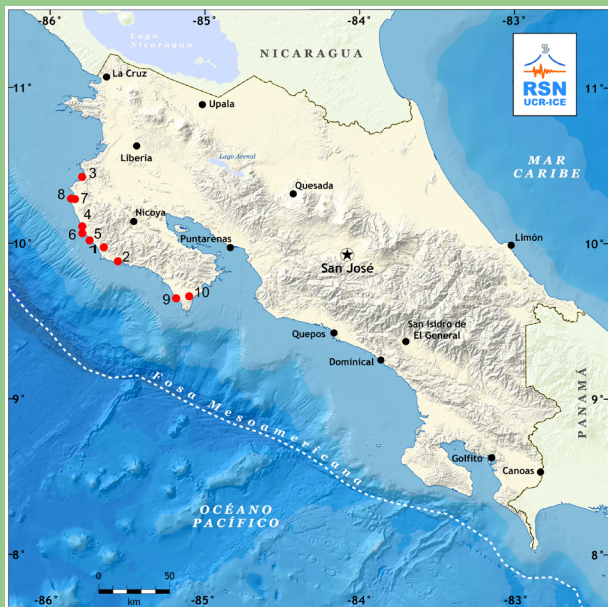 -86
-85
-84
-83
Lago
Nicaragua
NICARAGUA
RSN
UCR-ICE
11°
La Cruz
Upala
11°
Liberia
Lago Arenal
Quesada
MAR
CARIBE
3
8
7
4
6
5
1
2
9
10
Nicoya
Puntarenas
Limón
10°
San José
10°
Quepos
San Isidro de
El General
Dominical
9°
9°
Fosa Mesoamericana
PANAMÁ
Golfito
Canoas
OCÉANO
PACÍFICO
8°
8°
0
50
km
-86
-85
-84
-83